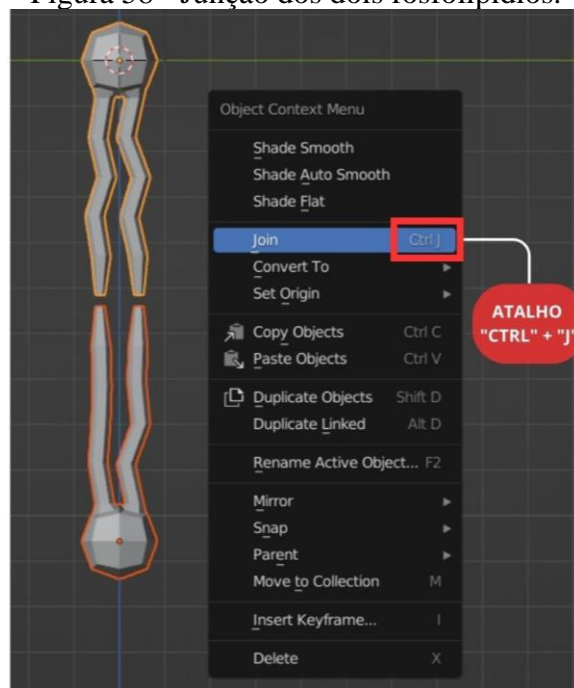 Figura 58 - Junção dos dois fosfolipídios.
Object Context Menu
Shade Smooth
Shade Auto Smooth
Shade Flat
Join Ctrl J
Convert To
Set Origin
Copy Objects Ctrl C
Paste Objects Ctrl V
Duplicate Objects Shift D
Duplicate Linked Alt D
Rename Active Object... F2
Mirror
Snap
Parent
Move to Collection M
Insert Keyframe... I
Delete X
ATALHO
"CTRL" + "J"